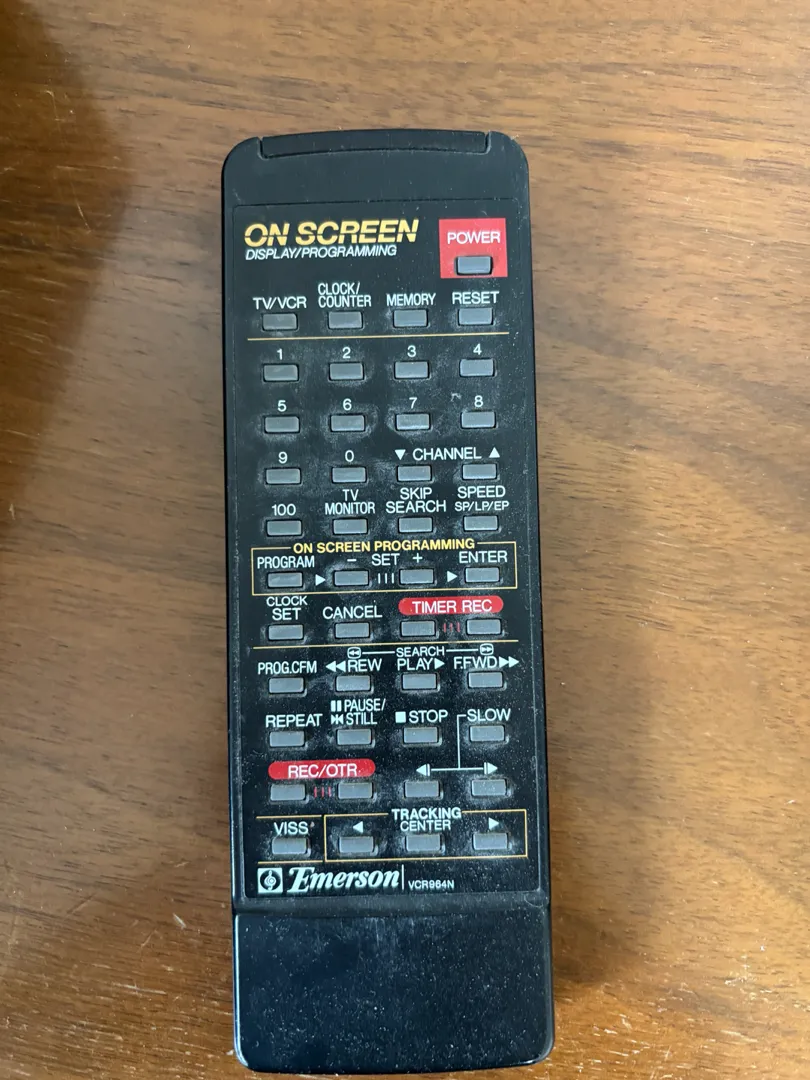 ON SCREEN
DISPLAY/PROGRAMMING
POWER
TV/VCR CLOCK/COUNTER MEMORY RESET
1 2 3 4
5 6 7 8
9 0 ▼ CHANNEL ▲
100 TV MONITOR SKIP SEARCH SPEED SP/LP/EP
ON SCREEN PROGRAMMING
PROGRAM ▶ − SET + ▶ ENTER
CLOCK SET CANCEL TIMER REC
SEARCH
PROG.CFM ◀◀REW PLAY▶ F.FWD▶▶
REPEAT PAUSE/STILL ■STOP SLOW
REC/OTR
VISS TRACKING CENTER
Emerson VCR964N